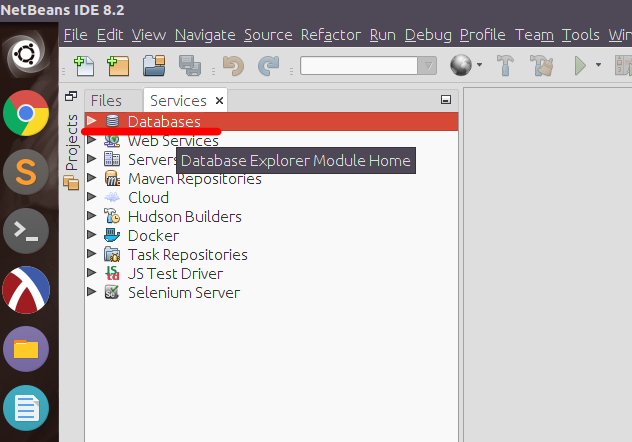 NetBeans IDE 8.2
File Edit View Navigate Source Refactor Run Debug Profile Team Tools Win
Files Services
Projects
Databases
Web Services
Servers
Database Explorer Module Home
Maven Repositories
Cloud
Hudson Builders
Docker
Task Repositories
JS Test Driver
Selenium Server